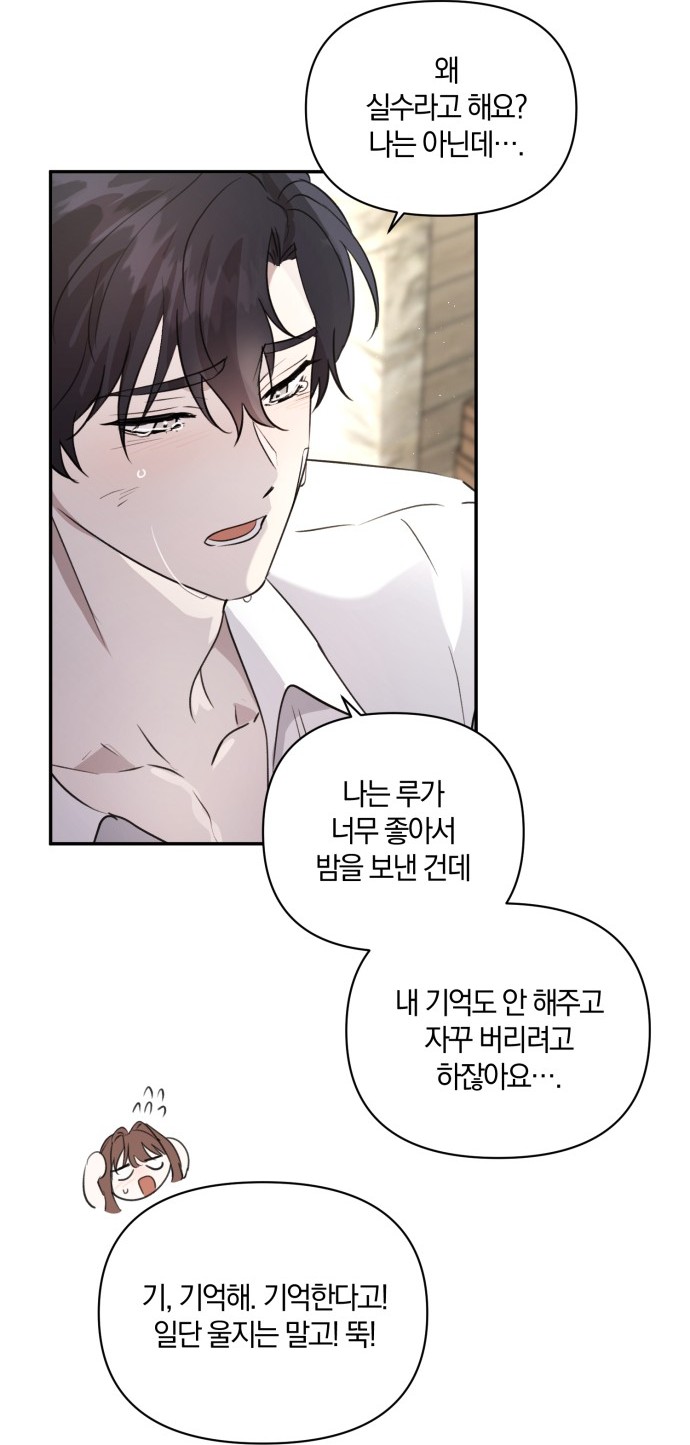 왜
실수라고 해요?
나는 아닌데….
나는 루가
너무 좋아서
밤을 보낸 건데
내 기억도 안 해주고
자꾸 버리려고
하잖아요….
기, 기억해. 기억한다고!
일단 울지는 말고! 뚝!